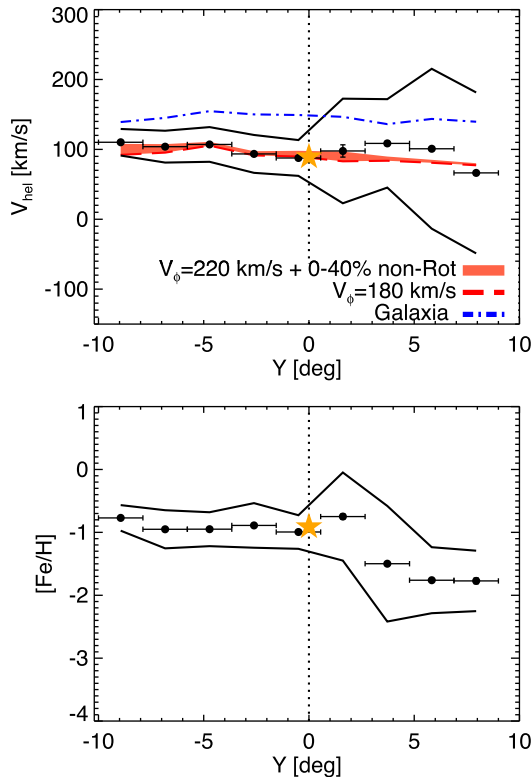 300
200
100
0
-100
V_hel [km/s]
V_ϕ=220 km/s + 0-40% non-Rot
V_ϕ=180 km/s
Galaxia
-10 -5 0 5 10
Y [deg]
1
0
-1
-2
-3
-4
[Fe/H]
-10 -5 0 5 10
Y [deg]